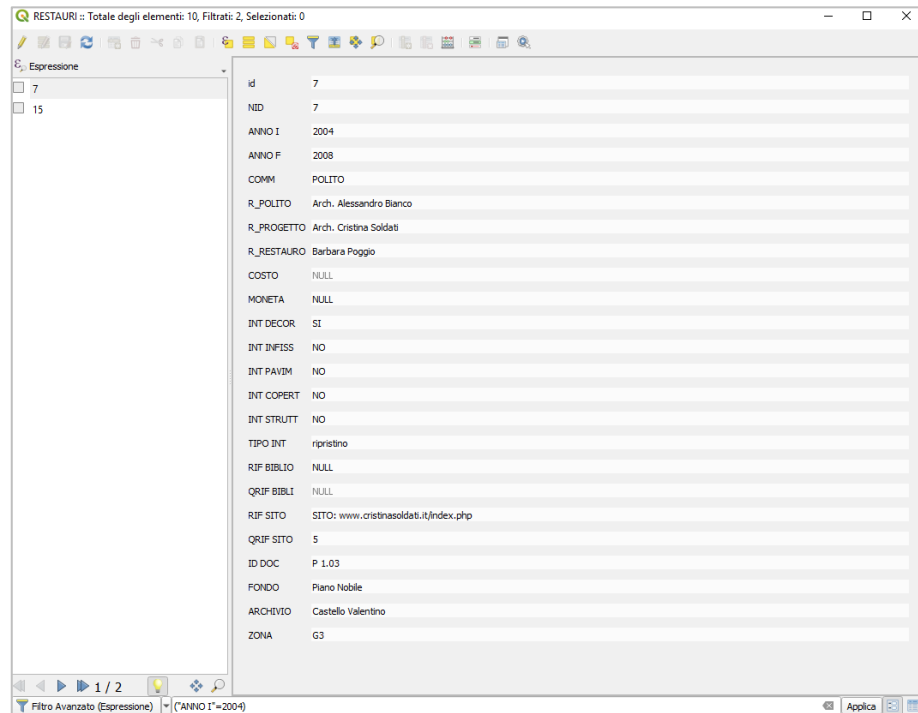 RESTAURI :: Totale degli elementi: 10, Filtrati: 2, Selezionati: 0
Espressione
7
15
id 7
NID 7
ANNO I 2004
ANNO F 2008
COMM POLITO
R_POLITO Arch. Alessandro Bianco
R_PROGETTO Arch. Cristina Soldati
R_RESTAURO Barbara Poggio
COSTO NULL
MONETA NULL
INT DECOR SI
INT INFISS NO
INT PAVIM NO
INT COPERT NO
INT STRUTT NO
TIPO INT ripristino
RIF BIBLIO NULL
QRIF BIBLI NULL
RIF SITO SITO: www.cristinasoldati.it/index.php
QRIF SITO 5
ID DOC P 1.03
FONDO Piano Nobile
ARCHIVIO Castello Valentino
ZONA G3
1 / 2
Filtro Avanzato (Espressione) ("ANNO I"=2004) Applica